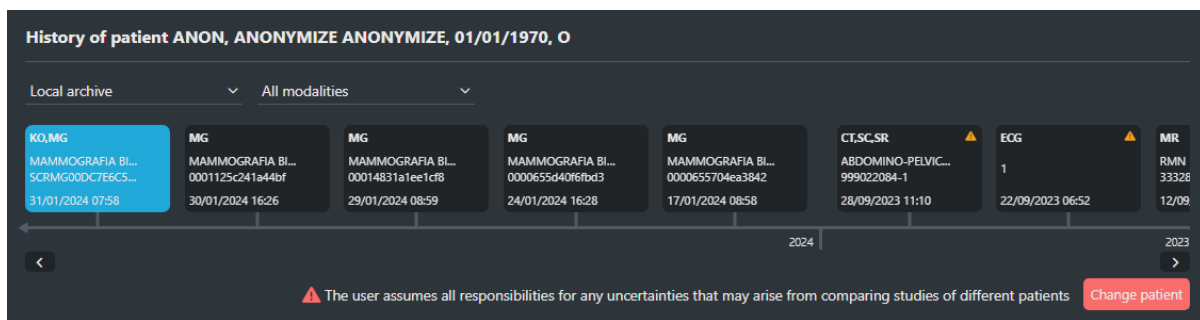 History of patient ANON, ANONYMIZE ANONYMIZE, 01/01/1970, O
Local archive
All modalities
KO,MG
MAMMOGRAFIA BI...
SCRMG00DC7E6C5...
31/01/2024 07:58
MG
MAMMOGRAFIA BI...
0001125c241a44bf
30/01/2024 16:26
MG
MAMMOGRAFIA BI...
00014831a1ee1cf8
29/01/2024 08:59
MG
MAMMOGRAFIA BI...
0000655d40f6fbd3
24/01/2024 16:28
MG
MAMMOGRAFIA BI...
0000655704ea3842
17/01/2024 08:58
CT,SC,SR
ABDOMINO-PELVIC...
999022084-1
28/09/2023 11:10
ECG
1
22/09/2023 06:52
MR
RMN
33328
12/09
2024
2023
The user assumes all responsibilities for any uncertainties that may arise from comparing studies of different patients
Change patient